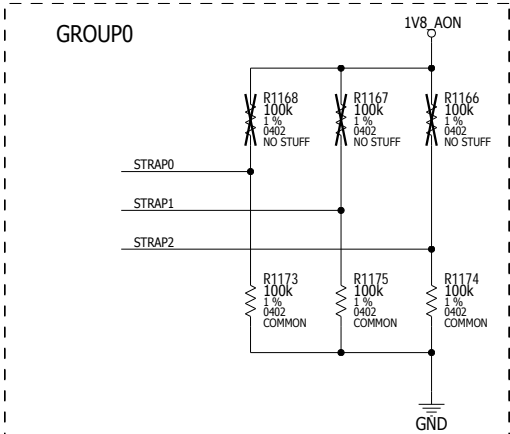 GROUP0
1V8_AON
R1168
100k
1 %
0402
NO STUFF
R1167
100k
1 %
0402
NO STUFF
R1166
100k
1 %
0402
NO STUFF
STRAP0
STRAP1
STRAP2
R1173
100k
1 %
0402
COMMON
R1175
100k
1 %
0402
COMMON
R1174
100k
1 %
0402
COMMON
GND